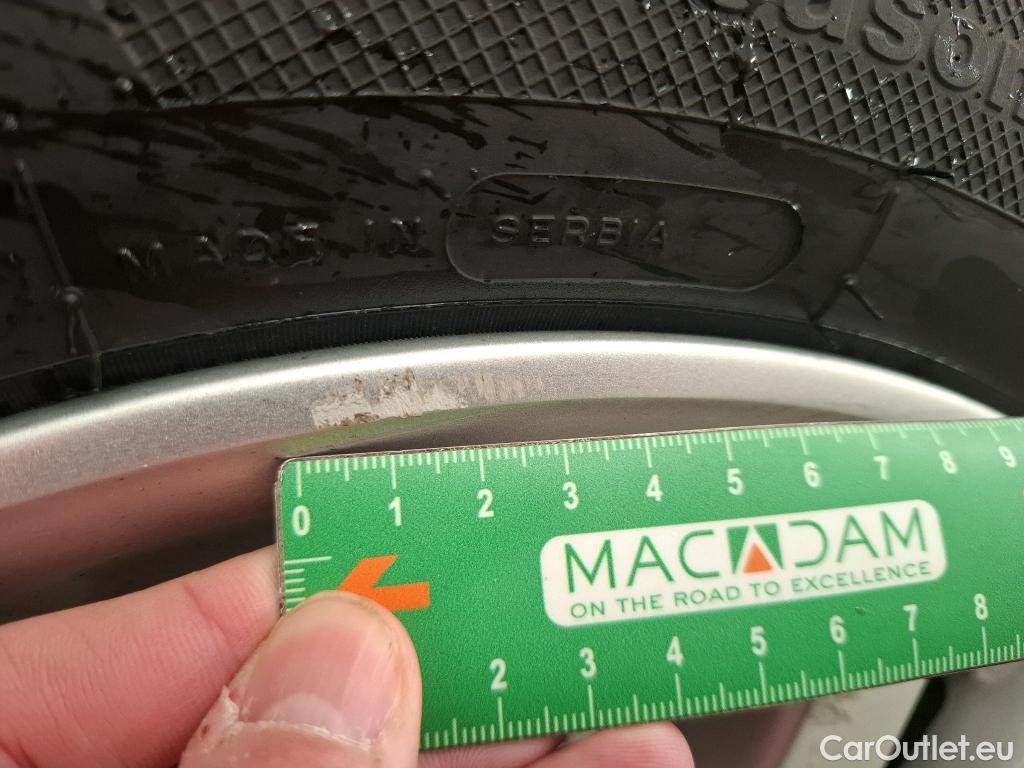 ason
MADE IN SERBIA
0 1 2 3 4 5 6 7 8 9
MACADAM
ON THE ROAD TO EXCELLENCE
2 3 4 5 6 7 8
CarOutlet.eu